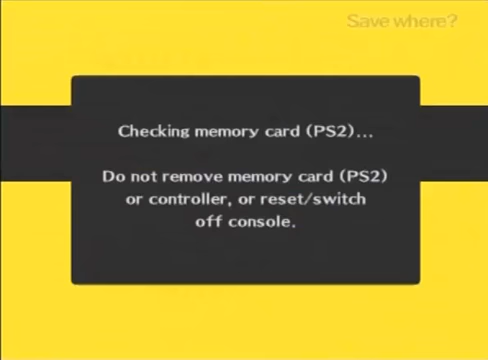 Save where?
Checking memory card (PS2)...
Do not remove memory card (PS2)
or controller, or reset/switch
off console.